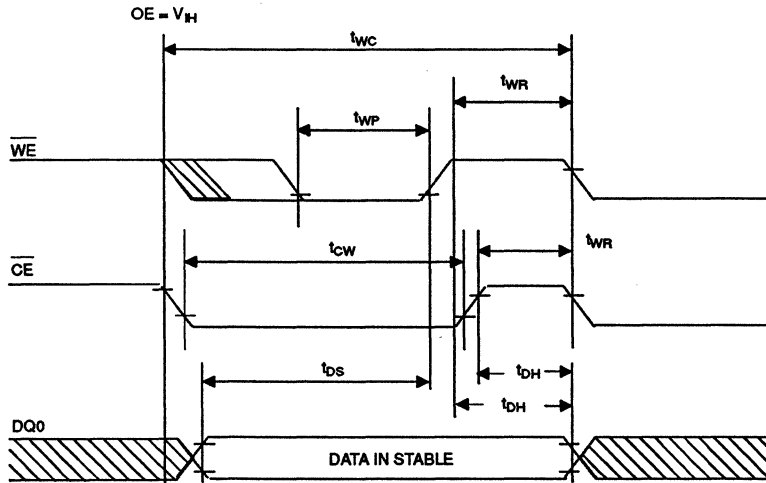 OE = VIH
tWC
tWR
tWP
WE
tCW
tWR
CE
tDS
tDH
tDH
DQ0
DATA IN STABLE